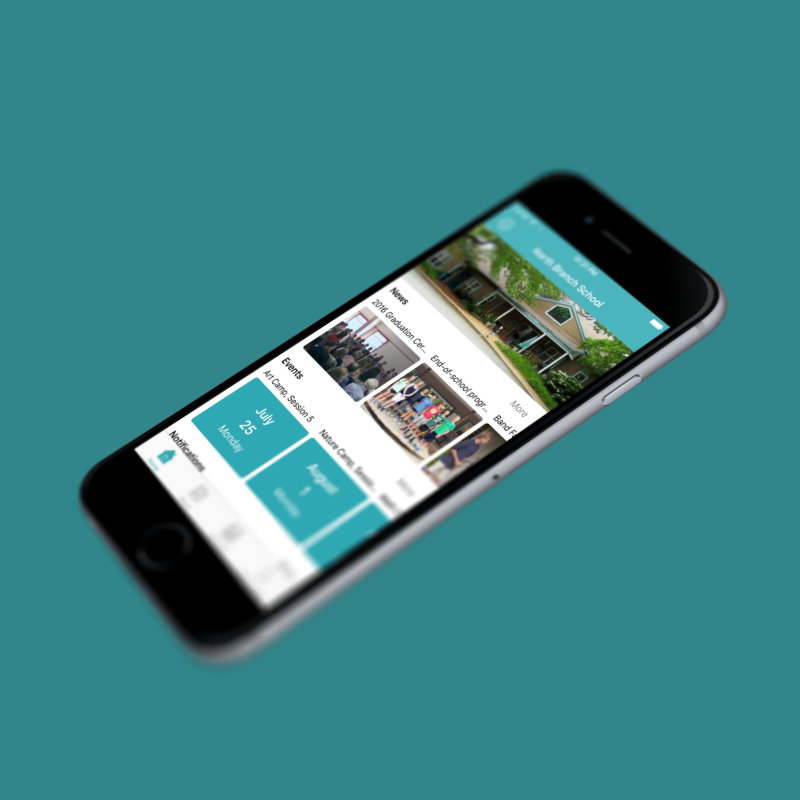 North Branch School
News
More
2016 Graduation Cer...
End-of-school progr...
Band
Events
Art Camp, Session 5
Nature Camp, Sessio...
July
25
Monday
August
1
Monday
Notifications